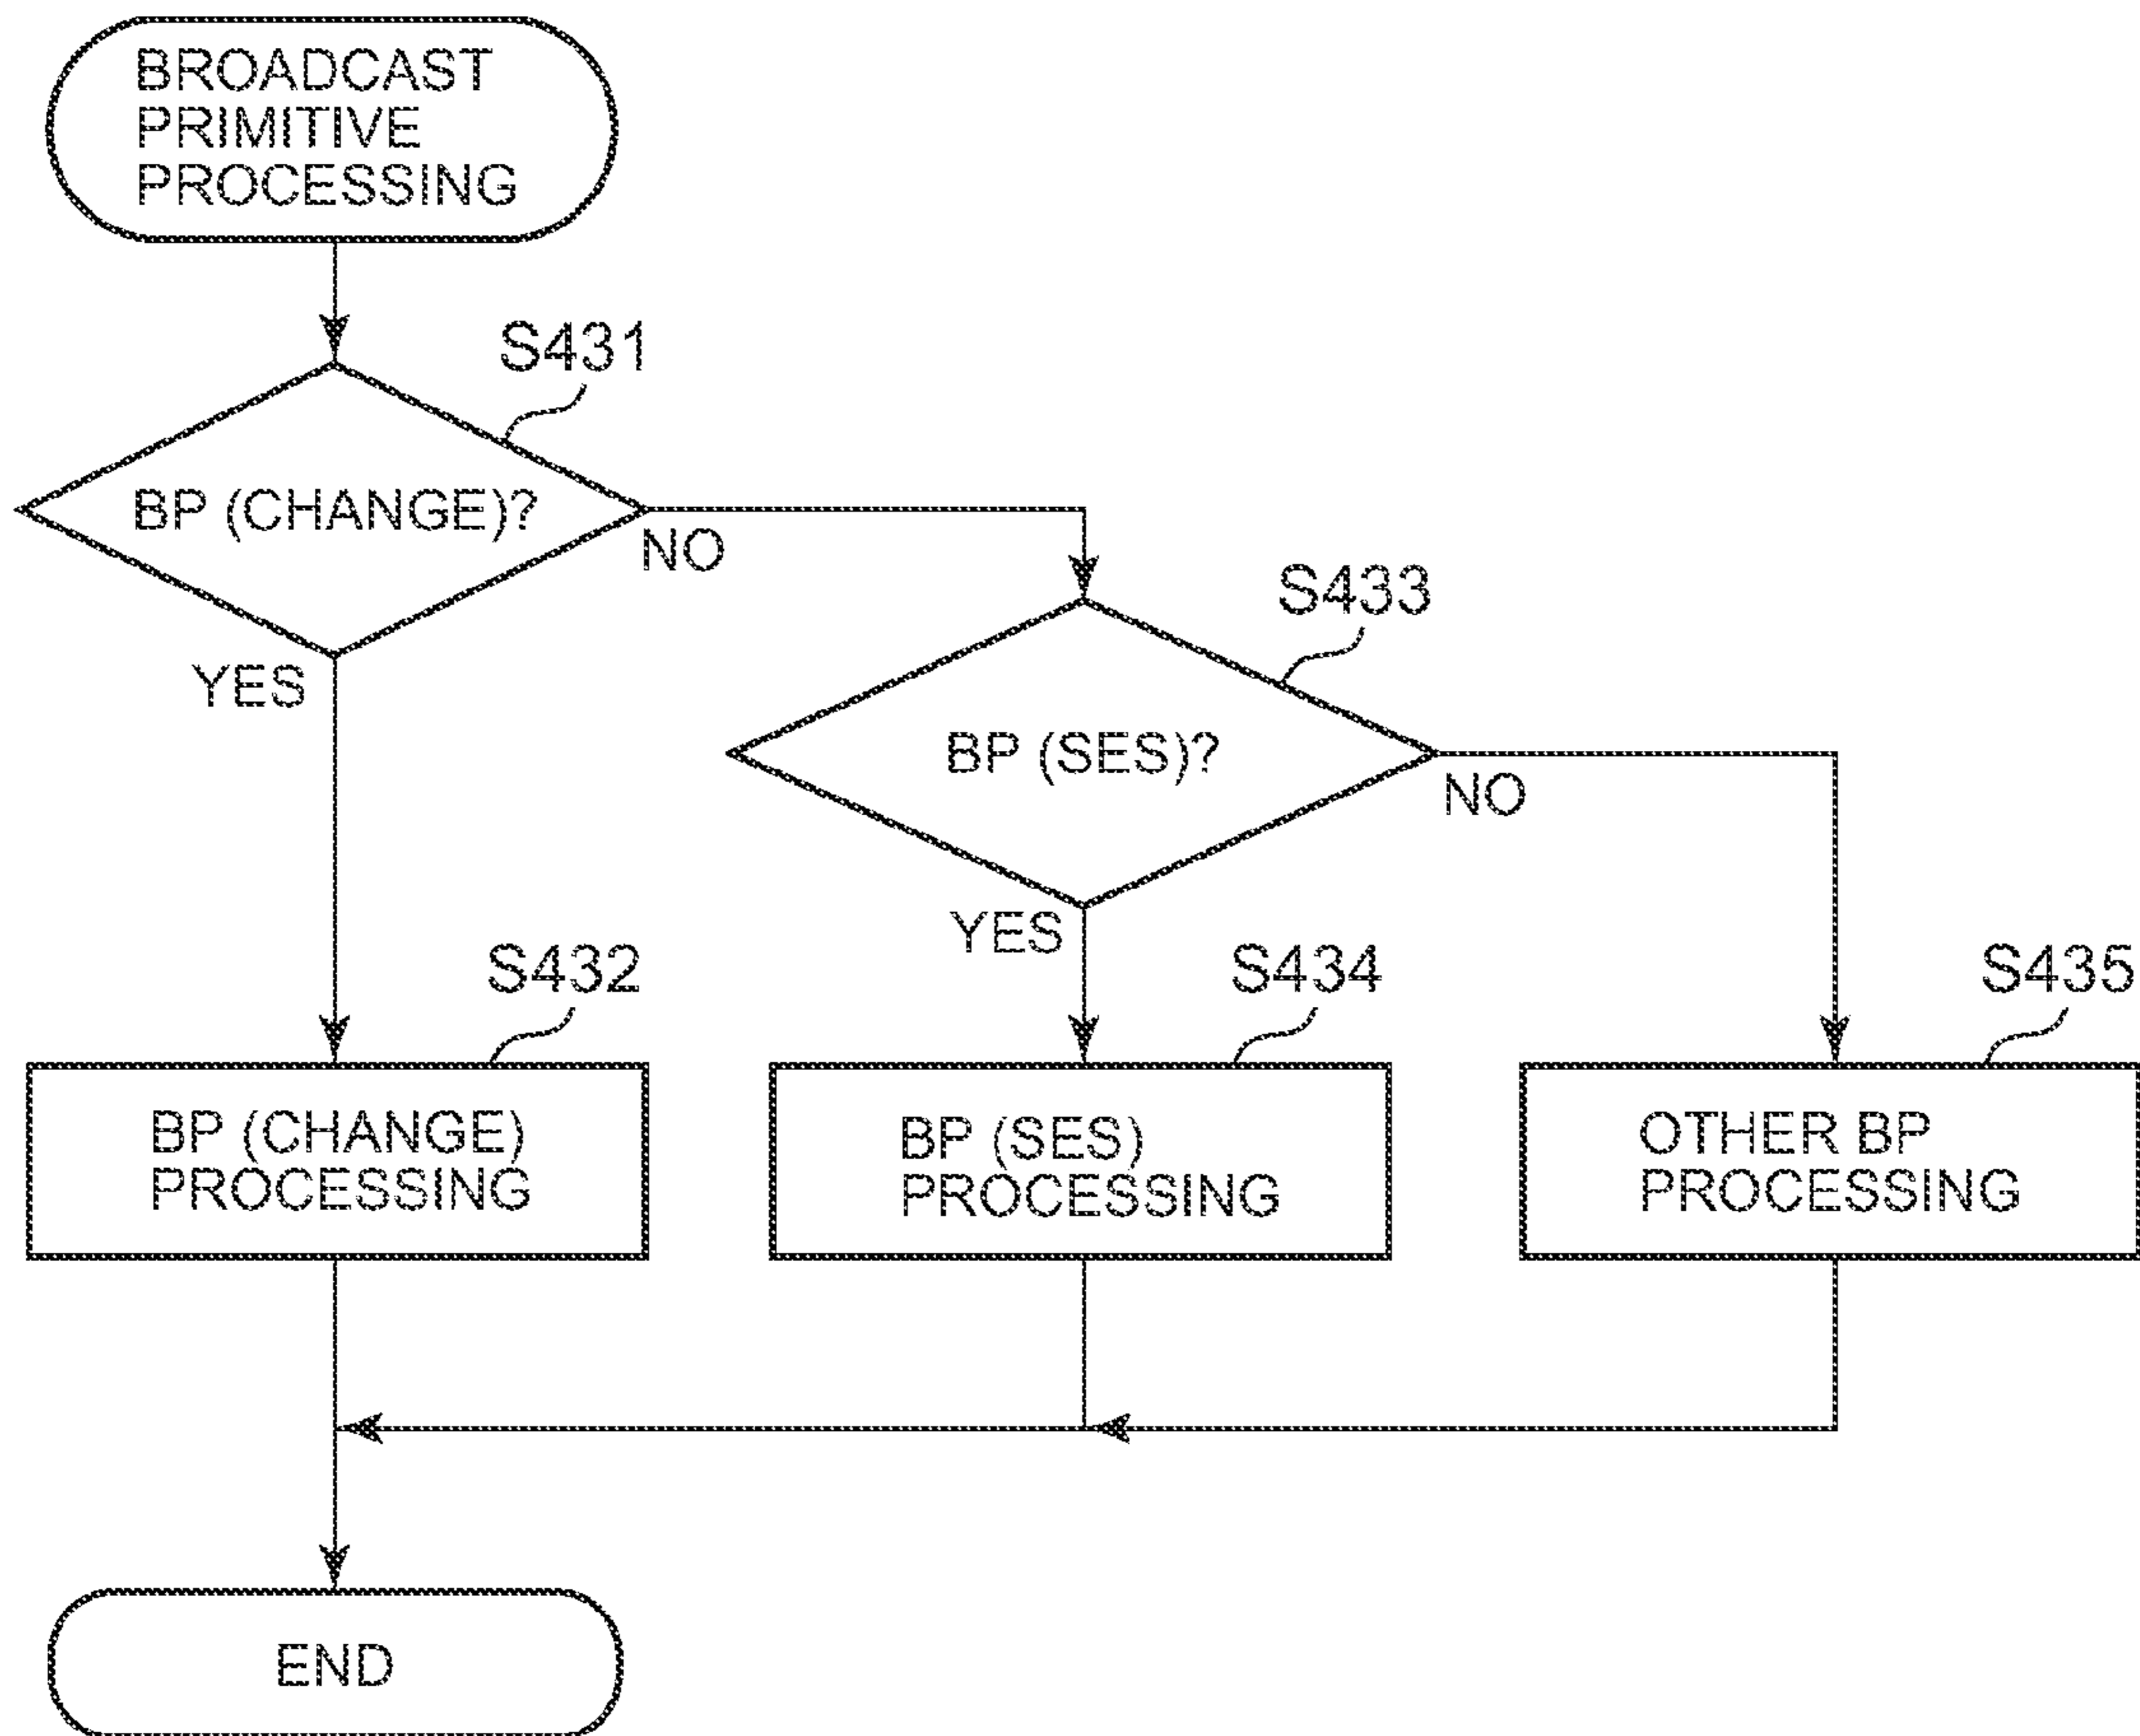 BROADCAST
PRIMITIVE
PROCESSING
S431
BP (CHANGE)?
NO
YES
S433
BP (SES)?
NO
YES
S432
BP (CHANGE)
PROCESSING
S434
BP (SES)
PROCESSING
S435
OTHER BP
PROCESSING
END